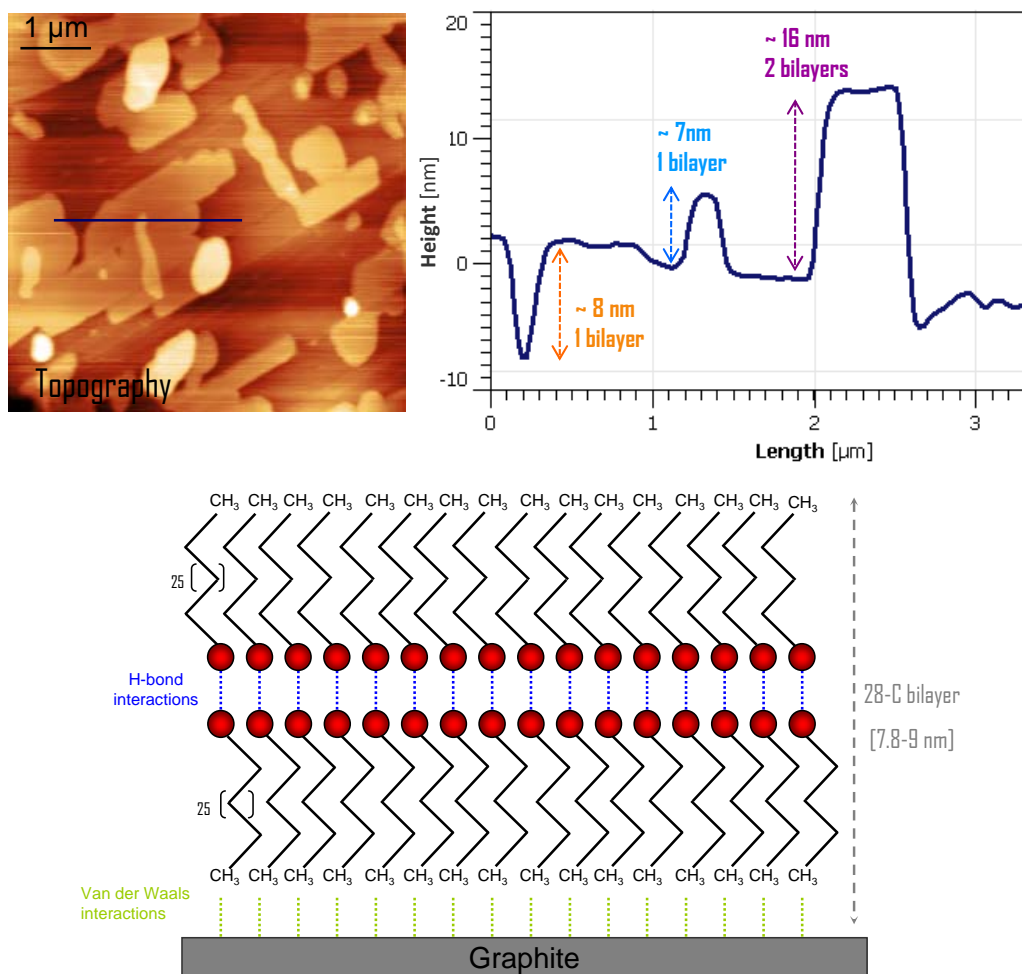 1 µm
Topography
20
10
0
-10
Height [nm]
~ 16 nm
2 bilayers
~ 7nm
1 bilayer
~ 8 nm
1 bilayer
0 1 2 3
Length [µm]
CH3 CH3 CH3 CH3 CH3 CH3 CH3 CH3 CH3 CH3 CH3 CH3 CH3 CH3 CH3 CH3
25
H-bond
interactions
28-C bilayer
[7.8-9 nm]
25
CH3 CH3 CH3 CH3 CH3 CH3 CH3 CH3 CH3 CH3 CH3 CH3 CH3 CH3 CH3 CH3
Van der Waals
interactions
Graphite